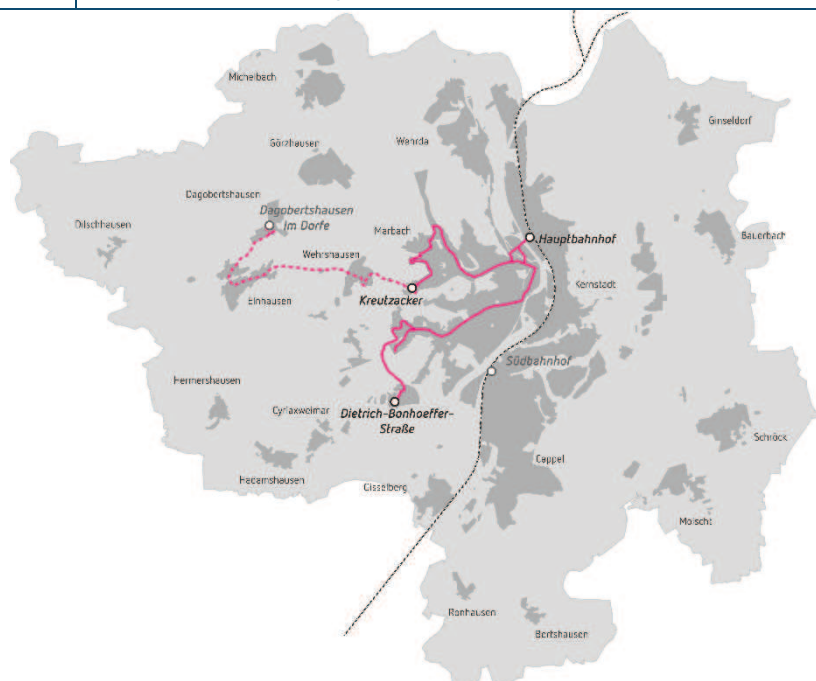 Michelbach
Ginseldorf
Görzhausen
Wehrda
Dagobertshausen
Dagobertshausen
Im Dorfe
Dilschhausen
Marbach
Hauptbahnhof
Bauerbach
Wehrshausen
Kernstadt
Elnhausen
Kreutzacker
Südbahnhof
Hermershausen
Cyriaxweimar
Dietrich-Bonhoeffer-
Straße
Schröck
Cappel
Hadamshausen
Gisselberg
Moischt
Ronhausen
Bortshausen